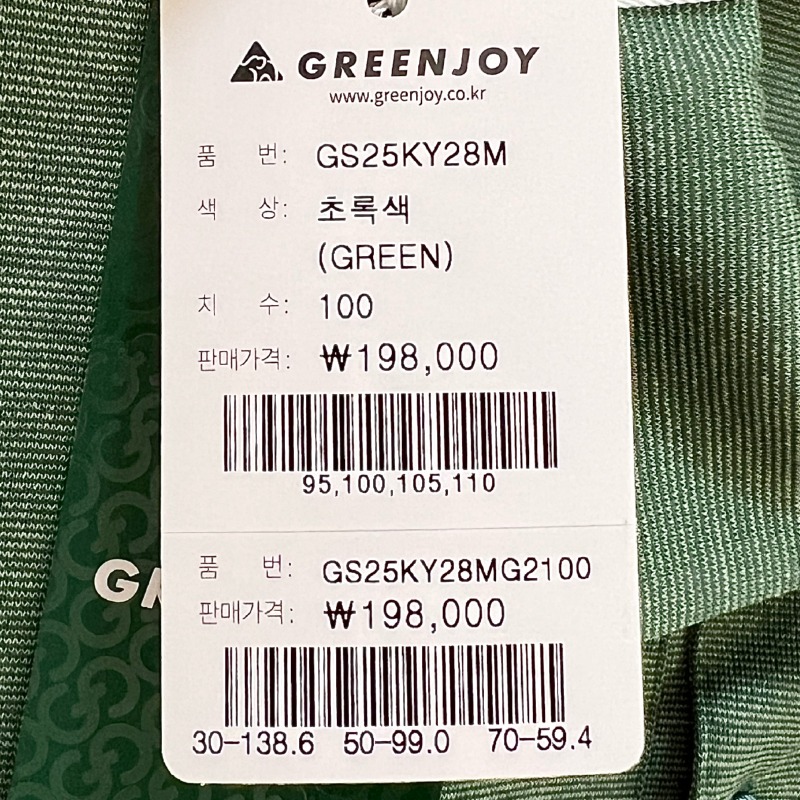 GREENJOY
www.greenjoy.co.kr
품 번: GS25KY28M
색 상: 초록색
(GREEN)
치 수: 100
판매가격: ₩198,000
95,100,105,110
품 번: GS25KY28MG2100
판매가격: ₩198,000
30-138.6 50-99.0 70-59.4